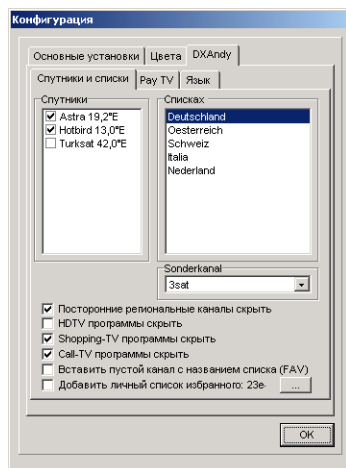 Конфигурация
Основные установки Цвета DXAndy
Спутники и списки Pay TV Язык
Спутники Списках
Astra 19,2°E
Hotbird 13,0°E
Turksat 42,0°E
Deutschland
Oesterreich
Schweiz
Italia
Nederland
Sonderkanal
3sat
Посторонние региональные каналы скрыть
HDTV программы скрыть
Shopping-TV программы скрыть
Call-TV программы скрыть
Вставить пустой канал с названием списка (FAV)
Добавить личный список избранного: 23e- ...
OK